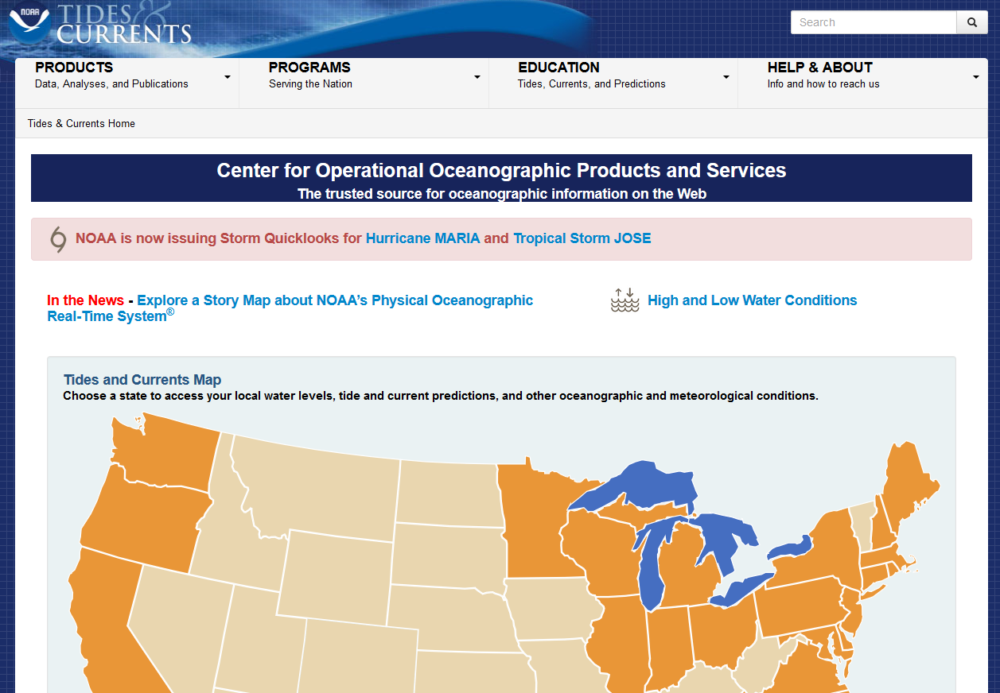 NOAA
TIDES &
CURRENTS
Search
PRODUCTS
Data, Analyses, and Publications
PROGRAMS
Serving the Nation
EDUCATION
Tides, Currents, and Predictions
HELP & ABOUT
Info and how to reach us
Tides & Currents Home
Center for Operational Oceanographic Products and Services
The trusted source for oceanographic information on the Web
NOAA is now issuing Storm Quicklooks for Hurricane MARIA and Tropical Storm JOSE
In the News - Explore a Story Map about NOAA's Physical Oceanographic
Real-Time System®
High and Low Water Conditions
Tides and Currents Map
Choose a state to access your local water levels, tide and current predictions, and other oceanographic and meteorological conditions.